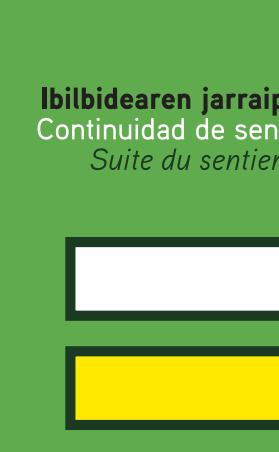 Ibilbidearen jarraip
Continuidad de sen
Suite du sentier